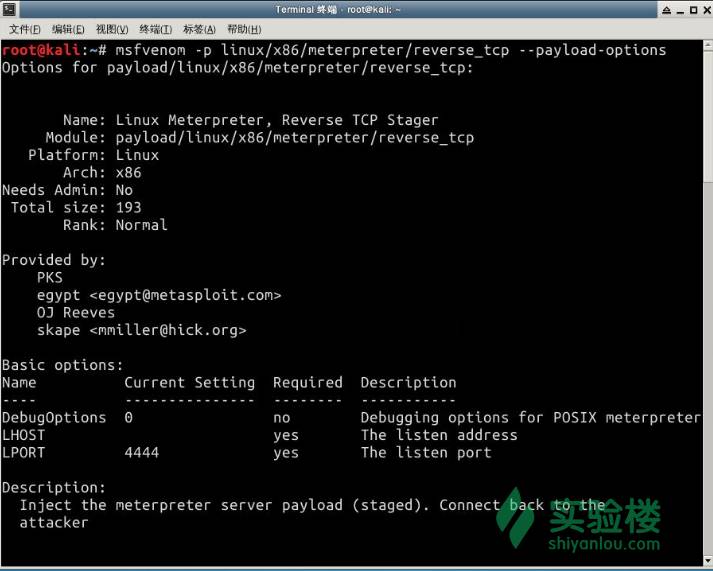 Terminal 终端 - root@kali: ~
文件(F) 编辑(E) 视图(V) 终端(T) 标签(A) 帮助(H)
root@kali:~# msfvenom -p linux/x86/meterpreter/reverse_tcp --payload-options
Options for payload/linux/x86/meterpreter/reverse_tcp:
Name: Linux Meterpreter, Reverse TCP Stager
Module: payload/linux/x86/meterpreter/reverse_tcp
Platform: Linux
Arch: x86
Needs Admin: No
Total size: 193
Rank: Normal
Provided by:
PKS
egypt <egypt@metasploit.com>
OJ Reeves
skape <mmiller@hick.org>
Basic options:
Name Current Setting Required Description
---- --------------- -------- -----------
DebugOptions 0 no Debugging options for POSIX meterpreter
LHOST yes The listen address
LPORT 4444 yes The listen port
Description:
Inject the meterpreter server payload (staged). Connect back to the
attacker
实验楼
shiyanlou.com